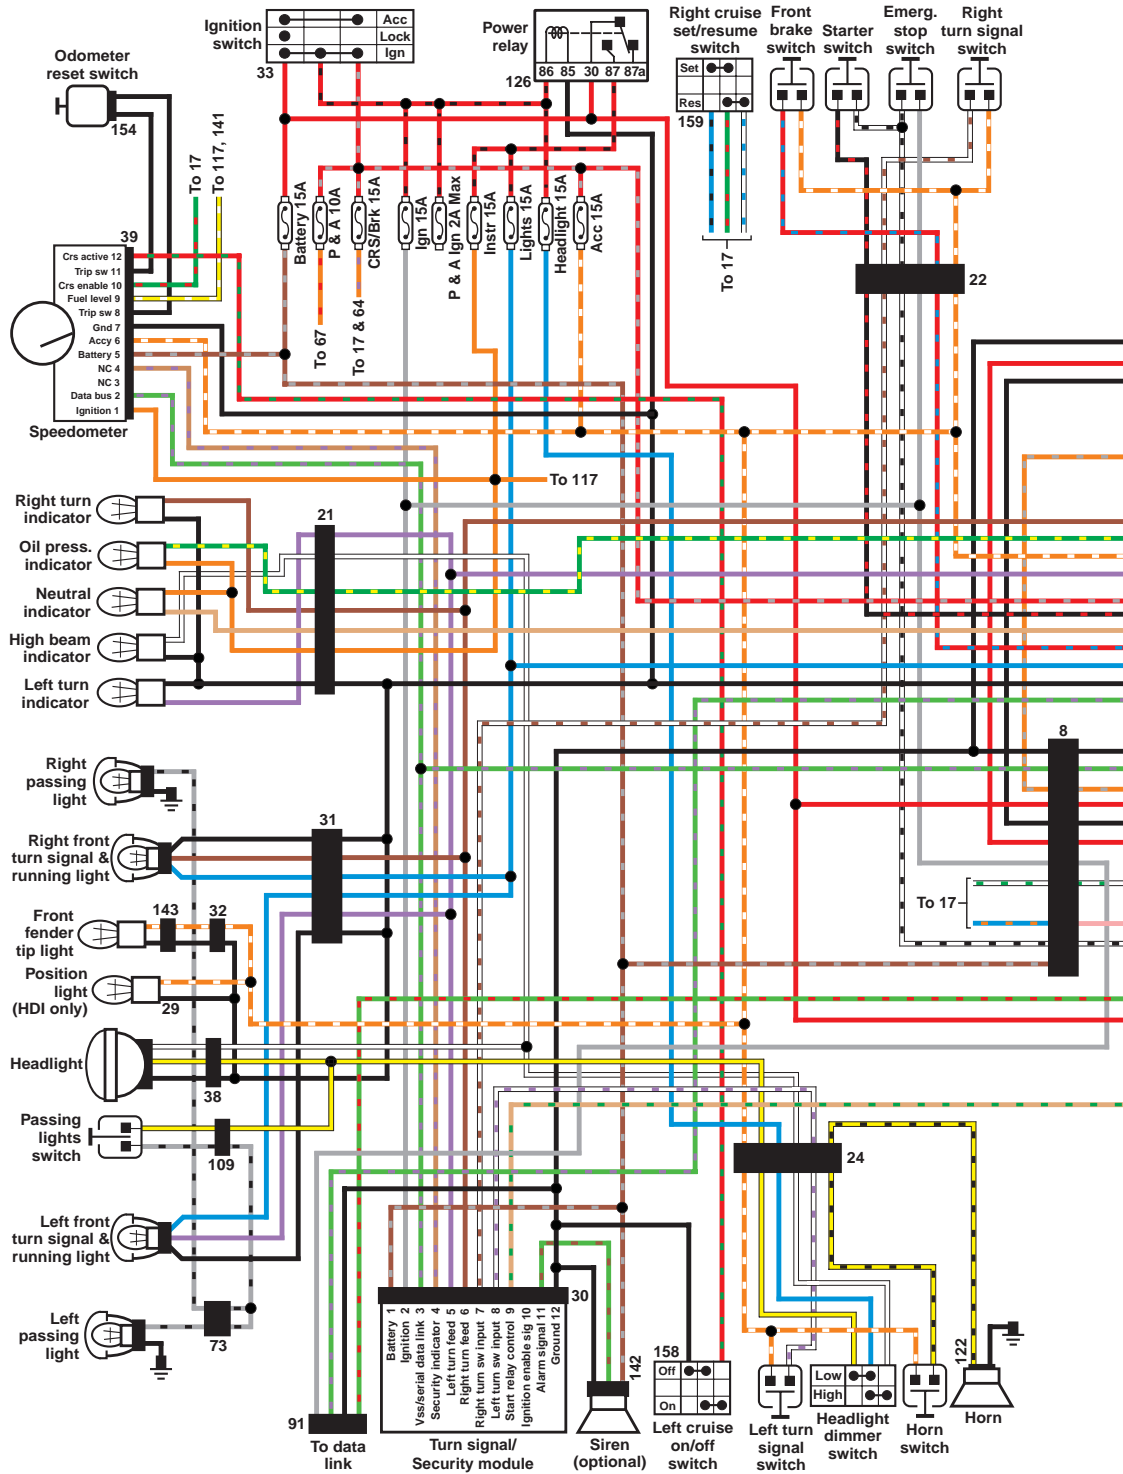 Ignition
switch
Acc
Lock
Ign
33
Power
relay
86 85 30 87 87a
126
Right cruise
set/resume
switch
Set
Res
159
Front
brake
switch
Starter
switch
Emerg.
stop
switch
Right
turn signal
switch
Odometer
reset switch
154
To 17
To 117, 141
Battery 15A
P & A 10A
CRS/Brk 15A
Ign 15A
P & A Ign 2A Max
Instr 15A
Lights 15A
Headlight 15A
Acc 15A
To 67
To 17 & 64
To 17
22
39
Crs active 12
Trip sw 11
Crs enable 10
Fuel level 9
Trip sw 8
Gnd 7
Accy 6
Battery 5
NC 4
NC 3
Data bus 2
Ignition 1
Speedometer
To 117
Right turn
indicator
21
Oil press.
indicator
Neutral
indicator
High beam
indicator
Left turn
indicator
8
Right
passing
light
31
Right front
turn signal &
running light
To 17
Front
fender
tip light
143
32
Position
light
(HDI only)
29
Headlight
38
Passing
lights
switch
109
24
Left front
turn signal &
running light
Left
passing
light
73
30
Battery 1
Ignition 2
Vss/serial data link 3
Security indicator 4
Left turn feed 5
Right turn feed 6
Right turn sw input 7
Left turn sw input 8
Start relay control 9
Ignition enable sig 10
Alarm signal 11
Ground 12
Turn signal/
Security module
91
To data
link
142
Siren
(optional)
158
Off
On
Left cruise
on/off
switch
Left turn
signal
switch
Low
High
Headlight
dimmer
switch
Horn
switch
122
Horn